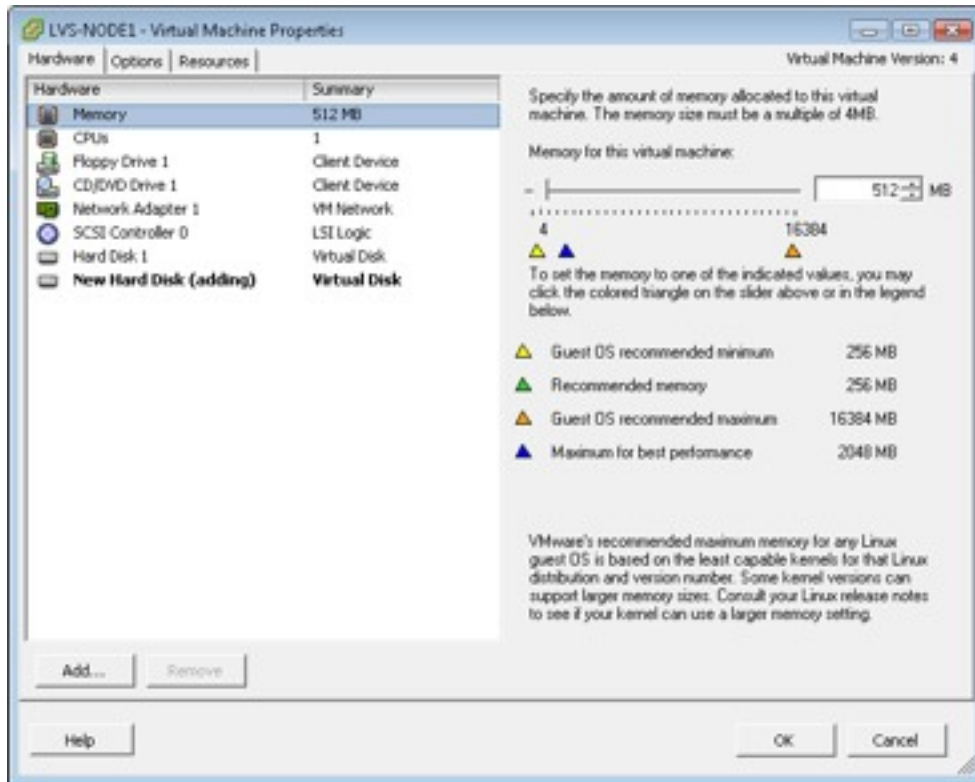 LVS-NODE1 - Virtual Machine Properties
Hardware Options Resources Virtual Machine Version: 4
Hardware Summary
Memory 512 MB
CPUs 1
Floppy Drive 1 Client Device
CD/DVD Drive 1 Client Device
Network Adapter 1 VM Network
SCSI Controller 0 LSI Logic
Hard Disk 1 Virtual Disk
New Hard Disk (adding) Virtual Disk
Specify the amount of memory allocated to this virtual
machine. The memory size must be a multiple of 4MB.
Memory for this virtual machine:
512 MB
4 16384
To set the memory to one of the indicated values, you may
click the colored triangle on the slider above or in the legend
below.
Guest OS recommended minimum 256 MB
Recommended memory 256 MB
Guest OS recommended maximum 16384 MB
Maximum for best performance 2048 MB
VMware's recommended maximum memory for any Linux
guest OS is based on the least capable kernels for that Linux
distribution and version number. Some kernel versions can
support larger memory sizes. Consult your Linux release notes
to see if your kernel can use a larger memory setting.
Add... Remove
Help OK Cancel